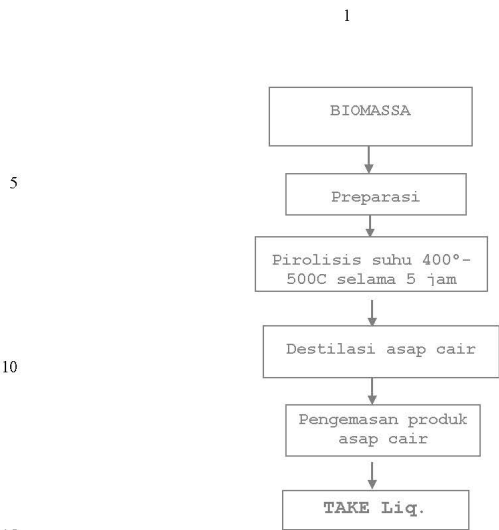 1
BIOMASSA
5
Preparasi
Pirolisis suhu 400°-
500C selama 5 jam
Destilasi asap cair
10
Pengemasan produk
asap cair
TAKE Liq.